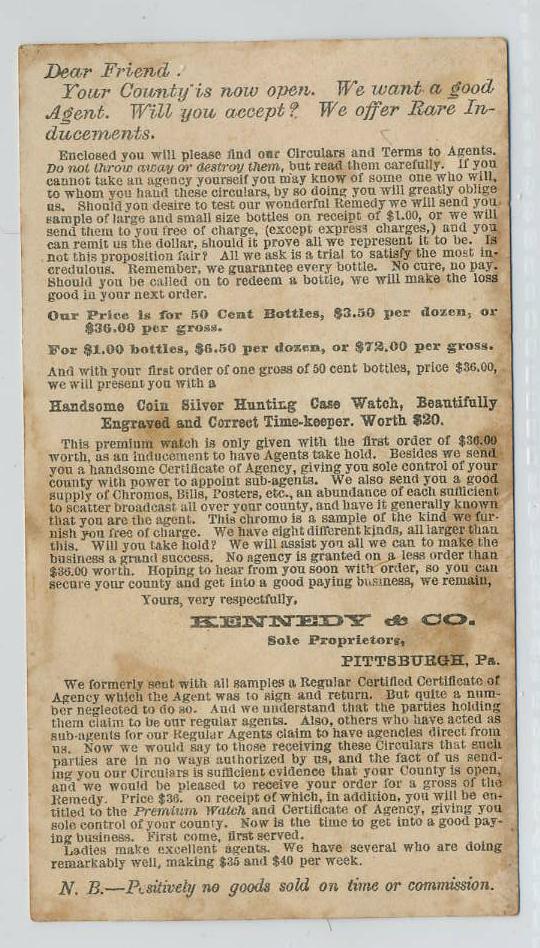 Dear Friend :
Your County is now open. We want a good
Agent. Will you accept? We offer Rare In-
ducements.
Enclosed you will please find our Circulars and Terms to Agents.
Do not throw away or destroy them, but read them carefully. If you
cannot take an agency yourself you may know of some one who will,
to whom you hand these circulars, by so doing you will greatly oblige
us. Should you desire to test our wonderful Remedy we will send you
sample of large and small size bottles on receipt of $1.00, or we will
send them to you free of charge, (except express charges,) and you
can remit us the dollar, should it prove all we represent it to be. Is
not this proposition fair? All we ask is a trial to satisfy the most in-
credulous. Remember, we guarantee every bottle. No cure, no pay.
Should you be called on to redeem a bottle, we will make the loss
good in your next order.
Our Price is for 50 Cent Bottles, $3.50 per dozen, or
$36.00 per gross.
For $1.00 bottles, $6.50 per dozen, or $72.00 per gross.
And with your first order of one gross of 50 cent bottles, price $36.00,
we will present you with a
Handsome Coin Silver Hunting Case Watch, Beautifully
Engraved and Correct Time-keeper. Worth $20.
This premium watch is only given with the first order of $36.00
worth, as an inducement to have Agents take hold. Besides we send
you a handsome Certificate of Agency, giving you sole control of your
county with power to appoint sub-agents. We also send you a good
supply of Chromos, Bills, Posters, etc., an abundance of each sufficient
to scatter broadcast all over your county, and have it generally known
that you are the agent. This chromo is a sample of the kind we fur-
nish you free of charge. We have eight different kinds, all larger than
this. Will you take hold? We will assist you all we can to make the
business a grand success. No agency is granted on a less order than
$36.00 worth. Hoping to hear from you soon with order, so you can
secure your county and get into a good paying business, we remain,
Yours, very respectfully,
KENNEDY & CO.
Sole Proprietors,
PITTSBURGH, Pa.
We formerly sent with all samples a Regular Certified Certificate of
Agency which the Agent was to sign and return. But quite a num-
ber neglected to do so. And we understand that the parties holding
them claim to be our regular agents. Also, others who have acted as
sub-agents for our Regular Agents claim to have agencies direct from
us. Now we would say to those receiving these Circulars that such
parties are in no ways authorized by us, and the fact of us send-
ing you our Circulars is sufficient evidence that your County is open,
and we would be pleased to receive your order for a gross of the
Remedy. Price $36. on receipt of which, in addition, you will be en-
titled to the Premium Watch and Certificate of Agency, giving you
sole control of your county. Now is the time to get into a good pay-
ing business. First come, first served.
Ladies make excellent agents. We have several who are doing
remarkably well, making $35 and $40 per week.
N. B.—Positively no goods sold on time or commission.